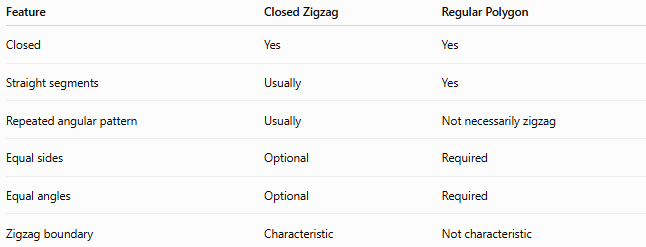 Feature Closed Zigzag Regular Polygon
Closed Yes Yes
Straight segments Usually Yes
Repeated angular pattern Usually Not necessarily zigzag
Equal sides Optional Required
Equal angles Optional Required
Zigzag boundary Characteristic Not characteristic